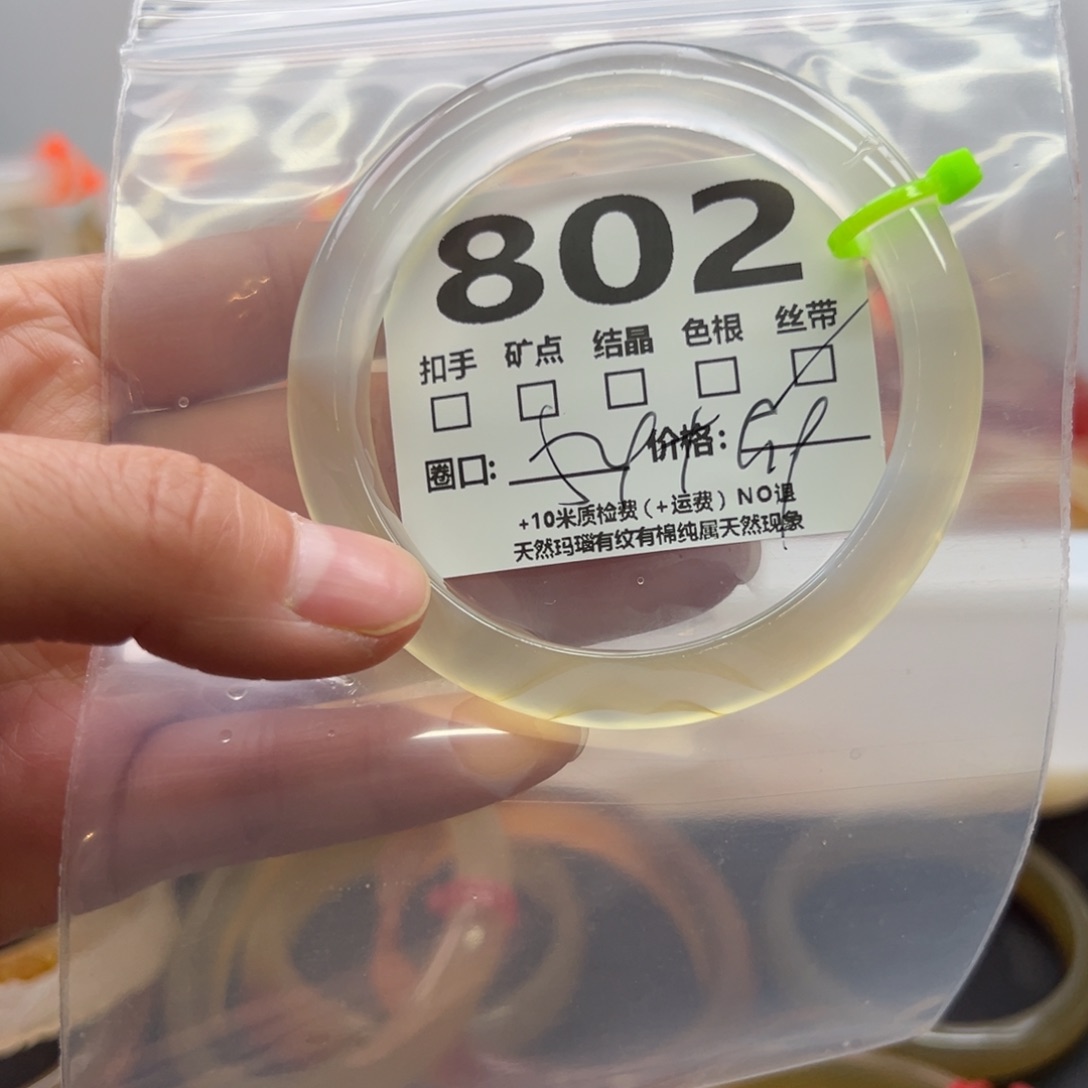 802
扣手 矿点 结晶 色根 丝带
圈口: 价格:
+10米质检费(+运费)NO退
天然玛瑙有纹有棉纯属天然现象